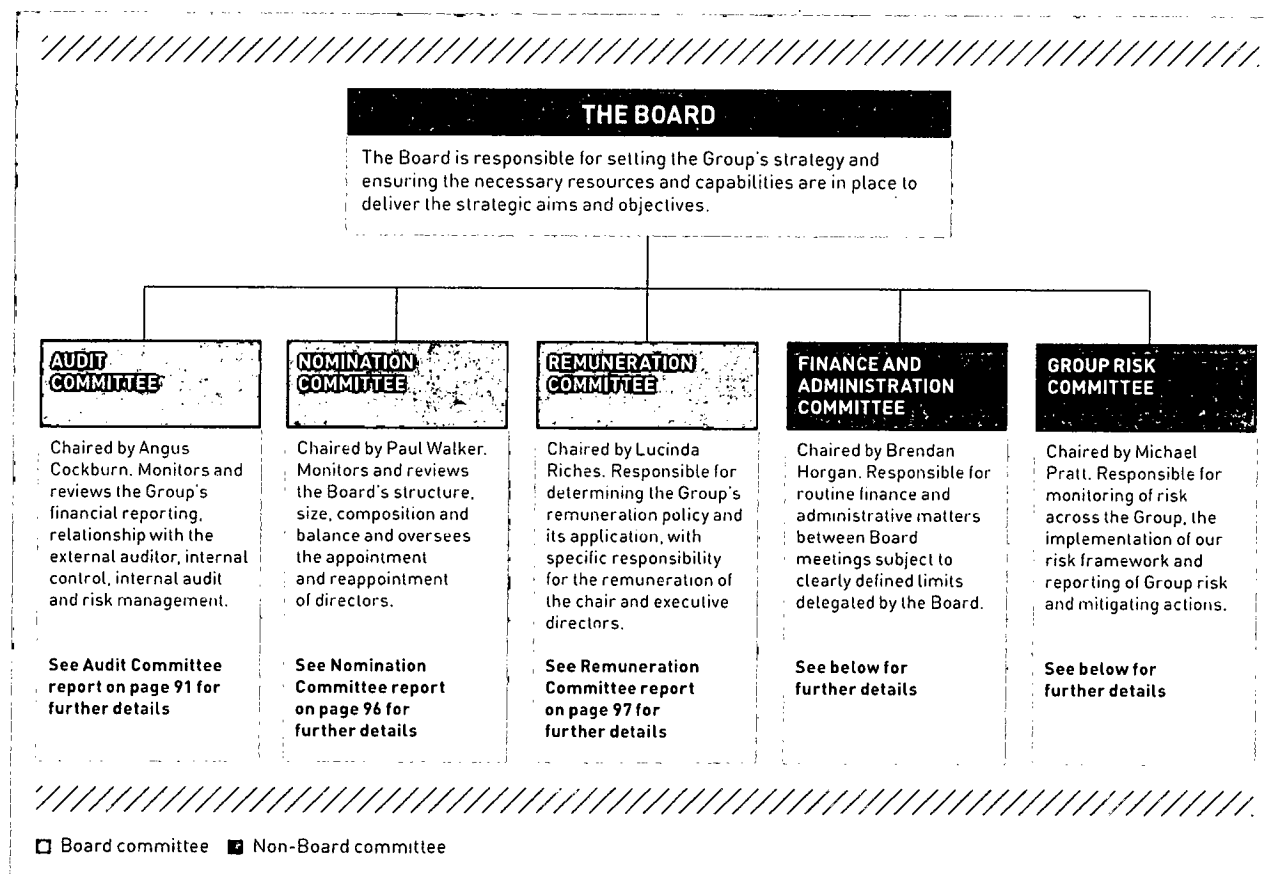 THE BOARD
The Board is responsible for setting the Group's strategy and
ensuring the necessary resources and capabilities are in place to
deliver the strategic aims and objectives.
AUDIT
COMMITTEE
Chaired by Angus
Cockburn. Monitors and
reviews the Group's
financial reporting,
relationship with the
external auditor, internal
control, internal audit
and risk management.
See Audit Committee
report on page 91 for
further details
NOMINATION
COMMITTEE
Chaired by Paul Walker.
Monitors and reviews
the Board's structure,
size, composition and
balance and oversees
the appointment
and reappointment
of directors.
See Nomination
Committee report
on page 96 for
further details
REMUNERATION
COMMITTEE
Chaired by Lucinda
Riches. Responsible for
determining the Group's
remuneration policy and
its application, with
specific responsibility
for the remuneration of
the chair and executive
directors.
See Remuneration
Committee report
on page 97 for
further details
FINANCE AND
ADMINISTRATION
COMMITTEE
Chaired by Brendan
Horgan. Responsible for
routine finance and
administrative matters
between Board
meetings subject to
clearly defined limits
delegated by the Board.
See below for
further details
GROUP RISK
COMMITTEE
Chaired by Michael
Pratt. Responsible for
monitoring of risk
across the Group, the
implementation of our
risk framework and
reporting of Group risk
and mitigating actions.
See below for
further details
Board committee
Non-Board committee